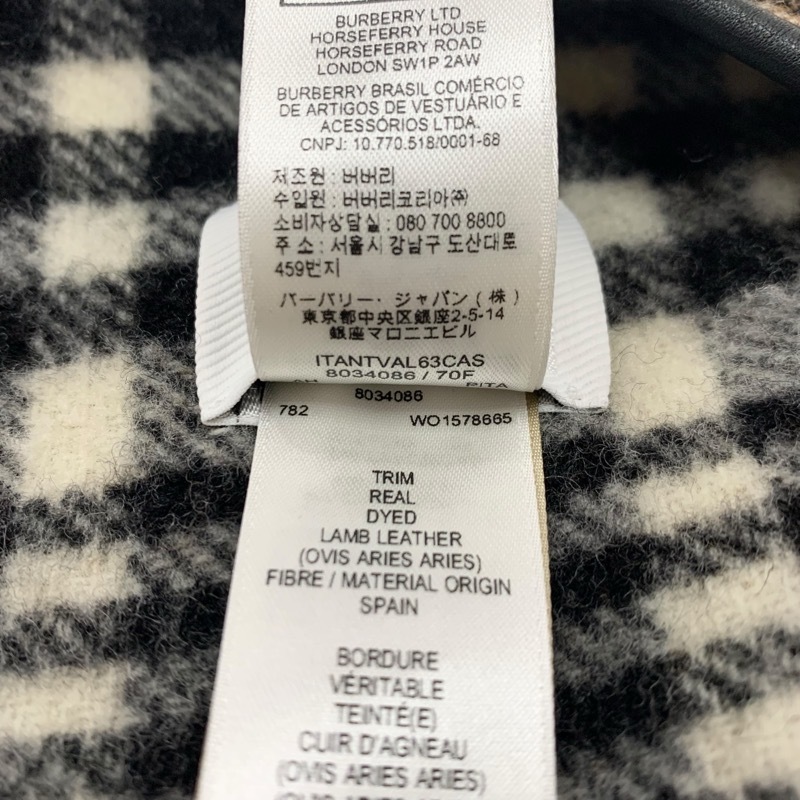 BURBERRY LTD
HORSEFERRY HOUSE
HORSEFERRY ROAD
LONDON SW1P 2AW
BURBERRY BRASIL COMÉRCIO
DE ARTIGOS DE VESTUÁRIO E
ACESSÓRIOS LTDA.
CNPJ: 10.770.518/0001-68
제조원 : 버버리
수입원 : 버버리코리아㈜
소비자상담실 : 080 700 8800
주 소 : 서울시 강남구 도산대로
459번지
バーバリー・ジャパン(株)
東京都中央区銀座2-5-14
銀座マロニエビル
ITANTVAL63CAS
8034086 / 70F
8034086
782 WO1578665
TRIM
REAL
DYED
LAMB LEATHER
(OVIS ARIES ARIES)
FIBRE / MATERIAL ORIGIN
SPAIN
BORDURE
VÉRITABLE
TEINTÉ(E)
CUIR D'AGNEAU
(OVIS ARIES ARIES)